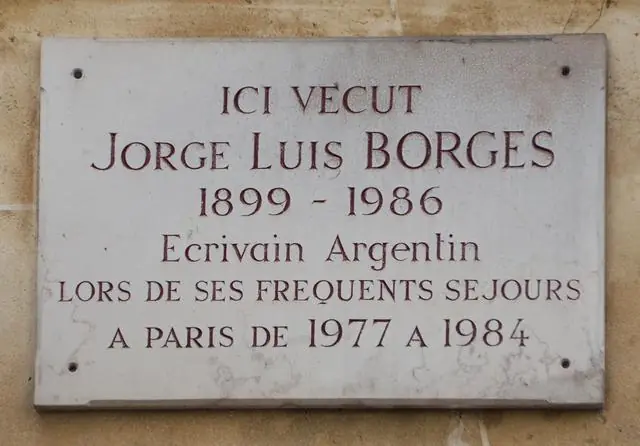 ICI VECUT
JORGE LUIS BORGES
1899 - 1986
Ecrivain Argentin
LORS DE SES FREQUENTS SEJOURS
A PARIS DE 1977 A 1984